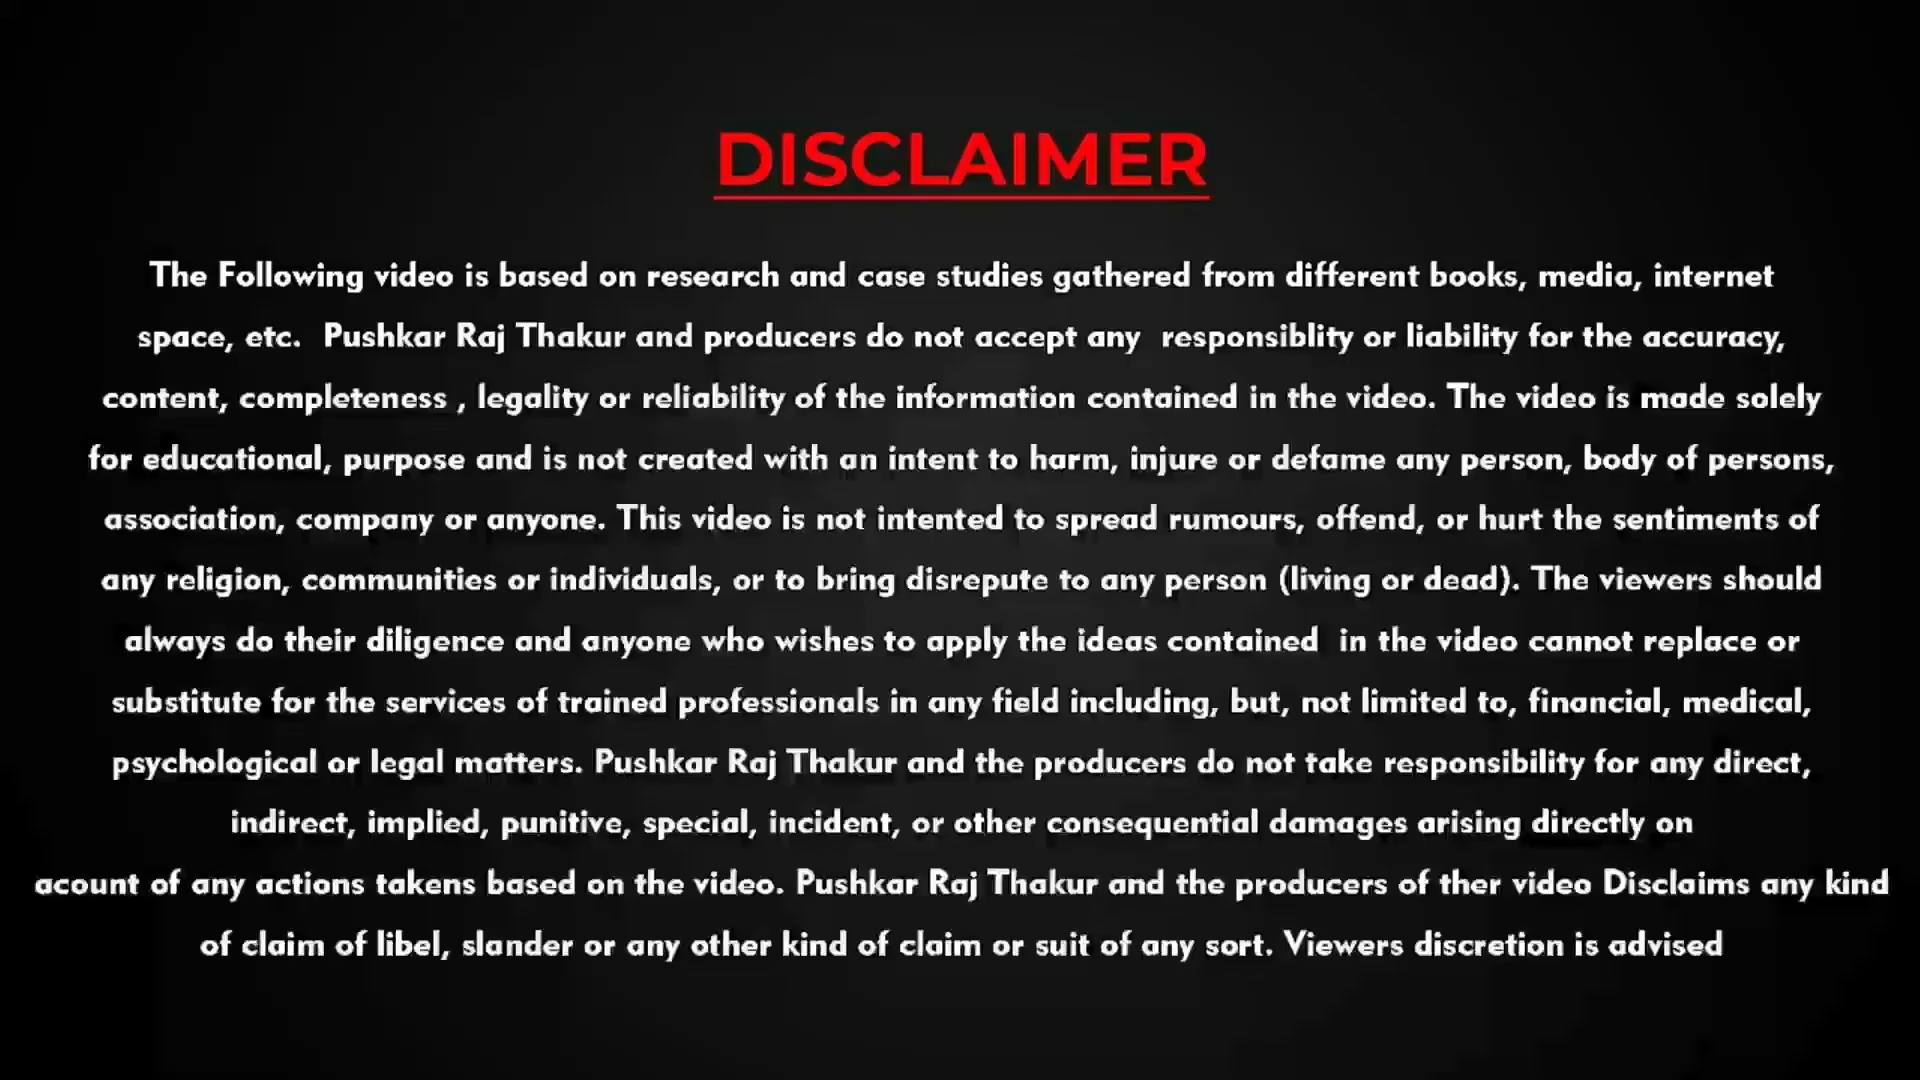 DISCLAIMER
The Following video is based on research and case studies gathered from different books, media, internet
space, etc. Pushkar Raj Thakur and producers do not accept any responsiblity or liability for the accuracy,
content, completeness , legality or reliability of the information contained in the video. The video is made solely
for educational, purpose and is not created with an intent to harm, injure or defame any person, body of persons,
association, company or anyone. This video is not intented to spread rumours, offend, or hurt the sentiments of
any religion, communities or individuals, or to bring disrepute to any person (living or dead). The viewers should
always do their diligence and anyone who wishes to apply the ideas contained in the video cannot replace or
substitute for the services of trained professionals in any field including, but, not limited to, financial, medical,
psychological or legal matters. Pushkar Raj Thakur and the producers do not take responsibility for any direct,
indirect, implied, punitive, special, incident, or other consequential damages arising directly on
acount of any actions takens based on the video. Pushkar Raj Thakur and the producers of ther video Disclaims any kind
of claim of libel, slander or any other kind of claim or suit of any sort. Viewers discretion is advised